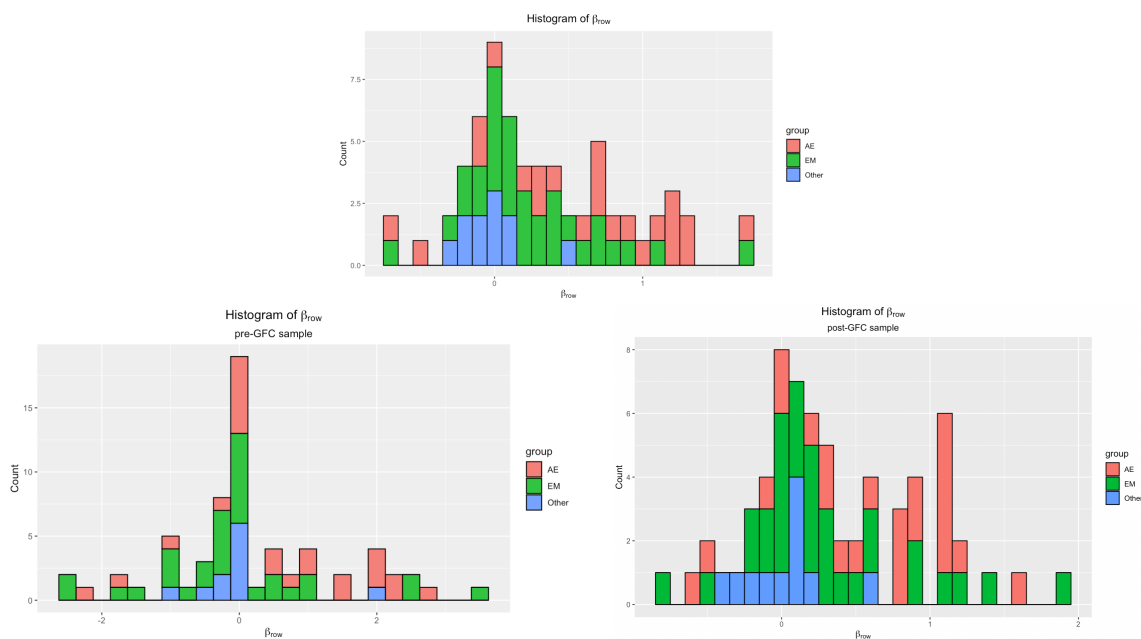 Histogram of βrow
7.5
5.0
2.5
0.0
Count
0
1
βrow
group
AE
EM
Other
Histogram of βrow
pre-GFC sample
15
10
5
0
Count
-2
0
2
βrow
group
AE
EM
Other
Histogram of βrow
post-GFC sample
8
6
4
2
0
Count
0
1
2
βrow
group
AE
EM
Other